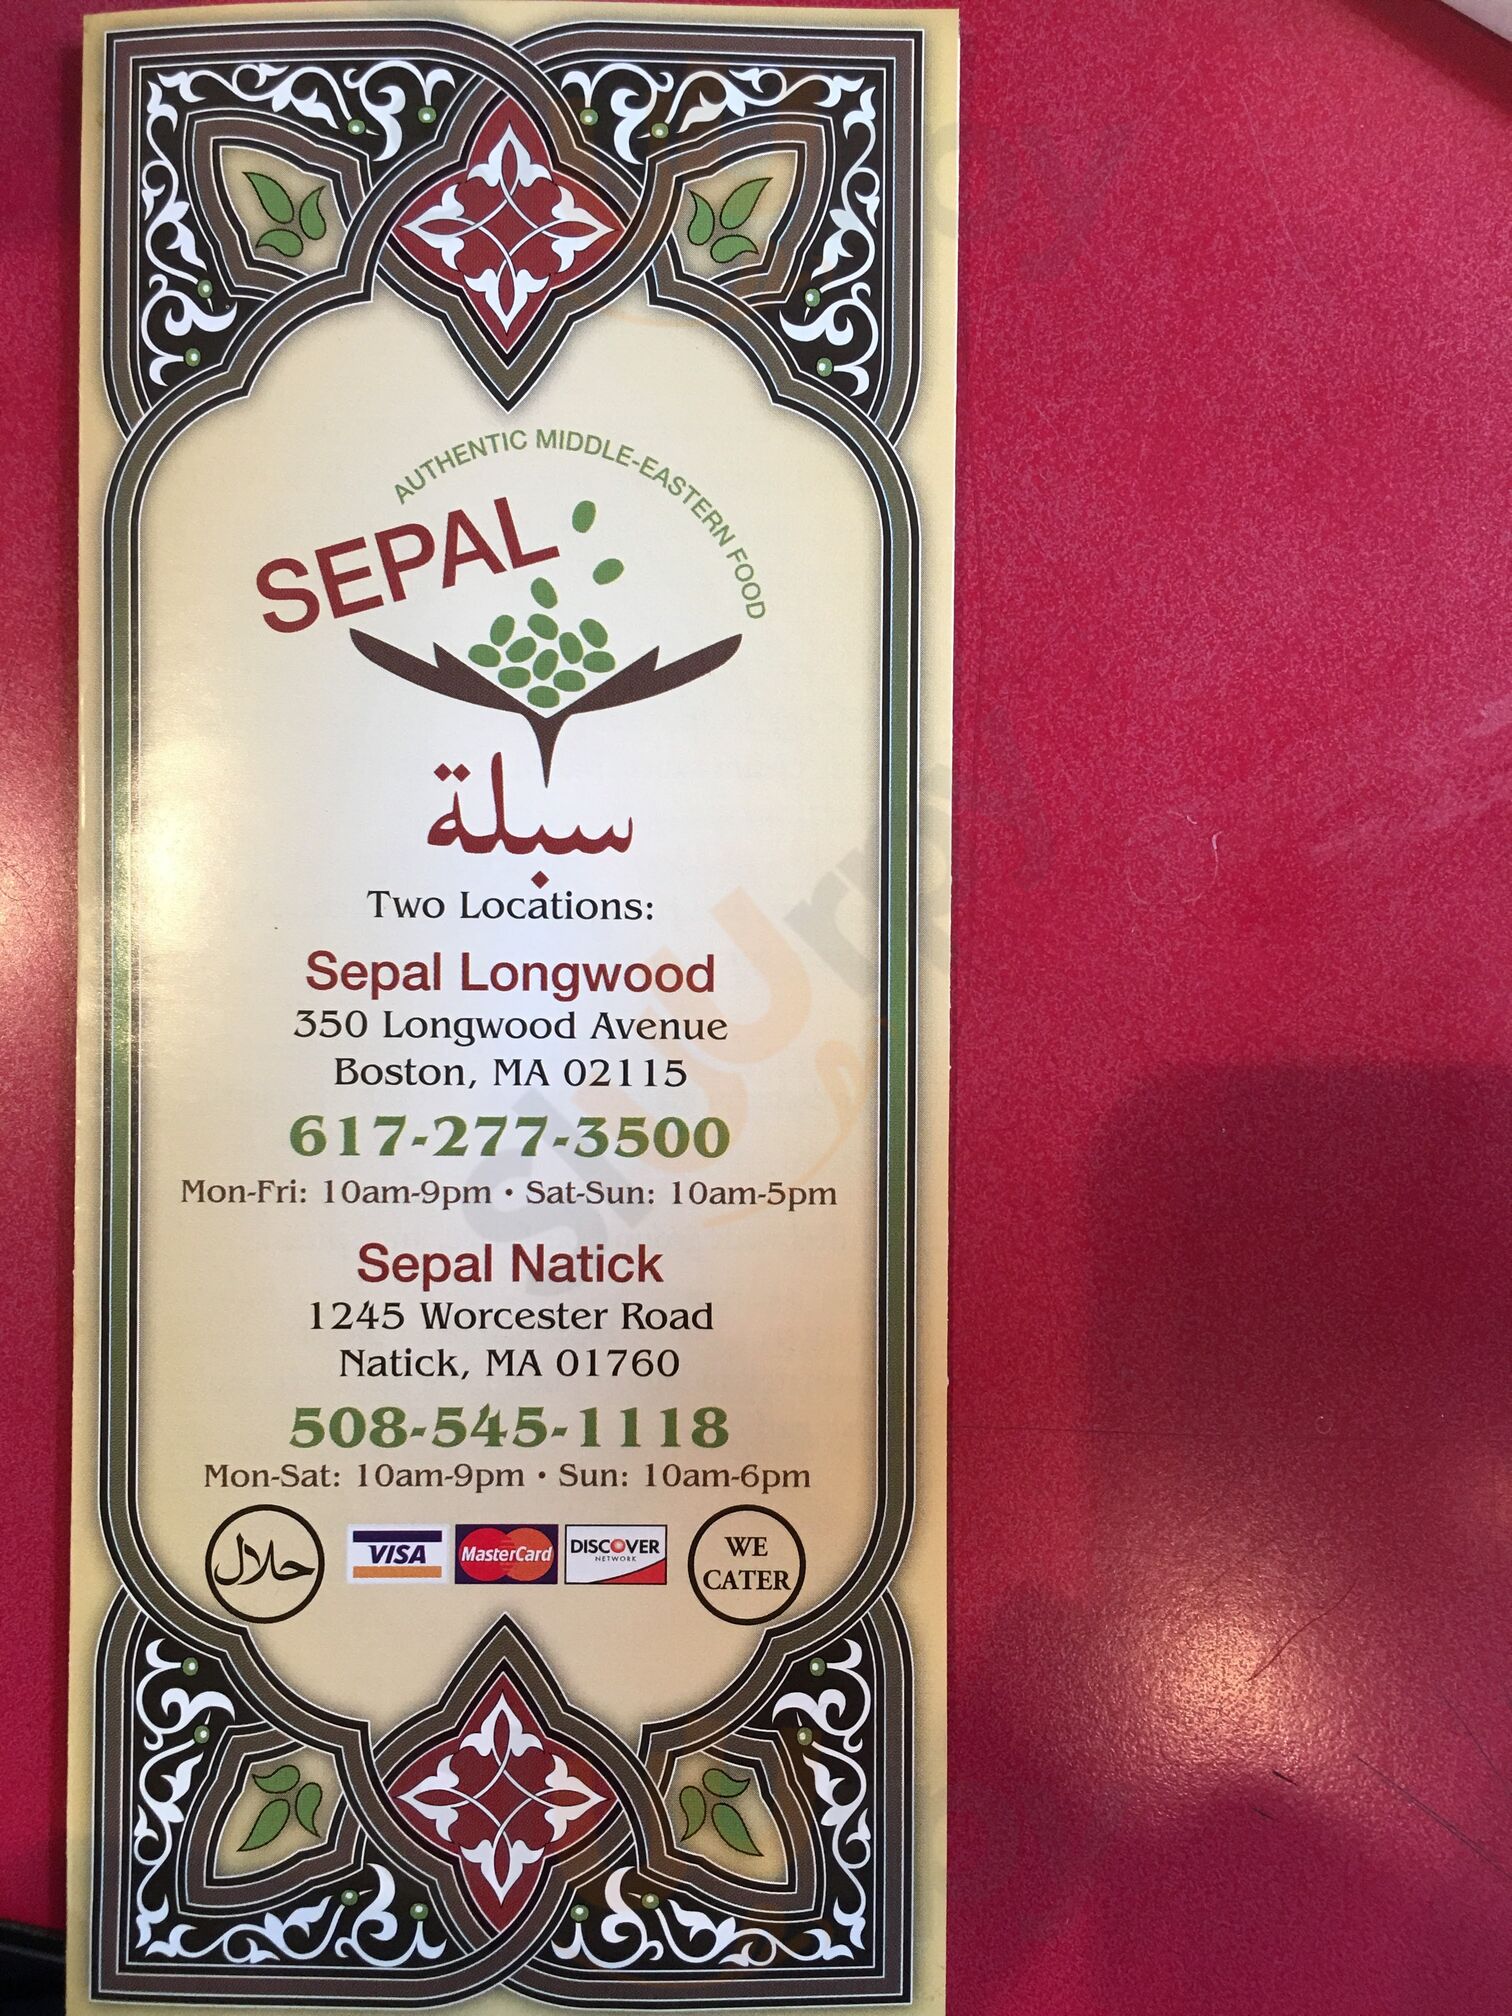 AUTHENTIC MIDDLE-EASTERN FOOD
SEPAL
سبلة
Two Locations:
Sepal Longwood
350 Longwood Avenue
Boston, MA 02115
617-277-3500
Mon-Fri: 10am-9pm • Sat-Sun: 10am-5pm
Sepal Natick
1245 Worcester Road
Natick, MA 01760
508-545-1118
Mon-Sat: 10am-9pm • Sun: 10am-6pm
حلال
VISA
MasterCard
DISCOVER
NETWORK
WE
CATER
sluurpy